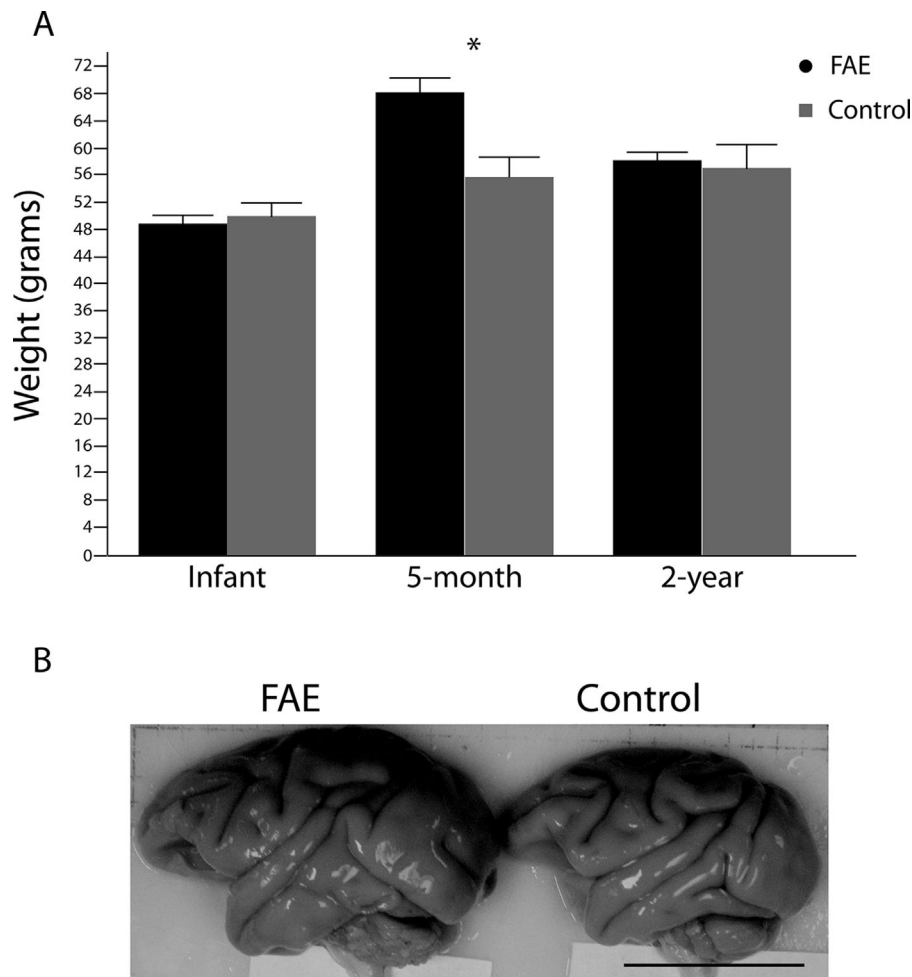 A
*
72
68
64
60
56
52
48
44
40
36
32
28
24
20
16
12
8
4
0
Weight (grams)
FAE
Control
Infant
5-month
2-year
B
FAE
Control